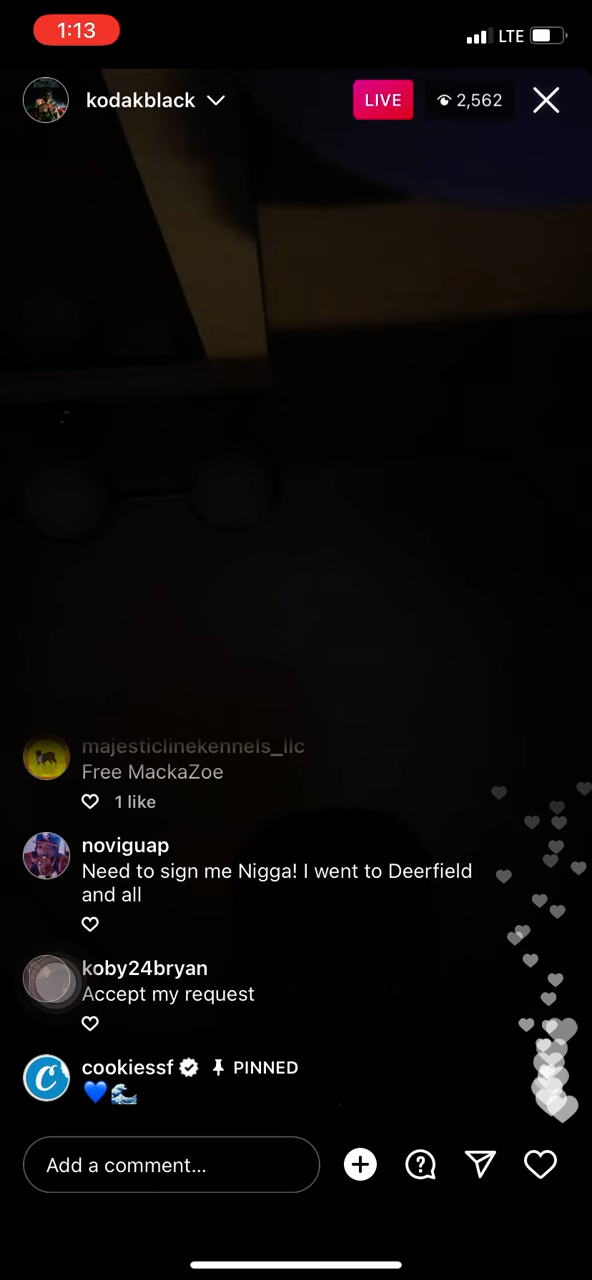 1:13
LTE
kodakblack
LIVE
2,562
majesticlinekennels_llc
Free MackaZoe
1 like
noviguap
Need to sign me Nigga! I went to Deerfield
and all
koby24bryan
Accept my request
cookiessf PINNED
💙🌊
Add a comment...